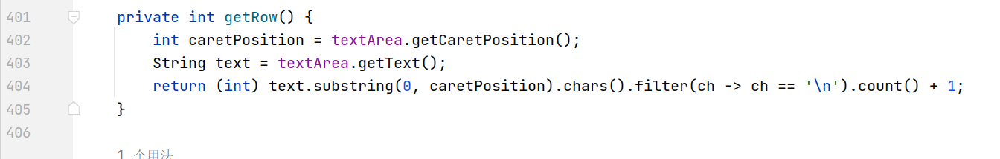 401 private int getRow() {
402 int caretPosition = textArea.getCaretPosition();
403 String text = textArea.getText();
404 return (int) text.substring(0, caretPosition).chars().filter(ch -> ch == '\n').count() + 1;
405 }
406
1 个用法